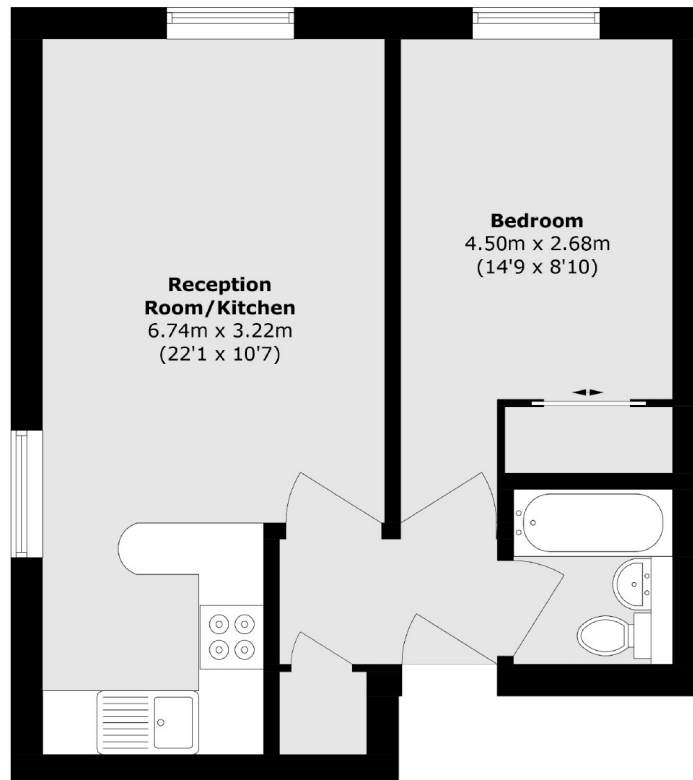 Reception
Room/Kitchen
6.74m x 3.22m
(22'1 x 10'7)
Bedroom
4.50m x 2.68m
(14'9 x 8'10)